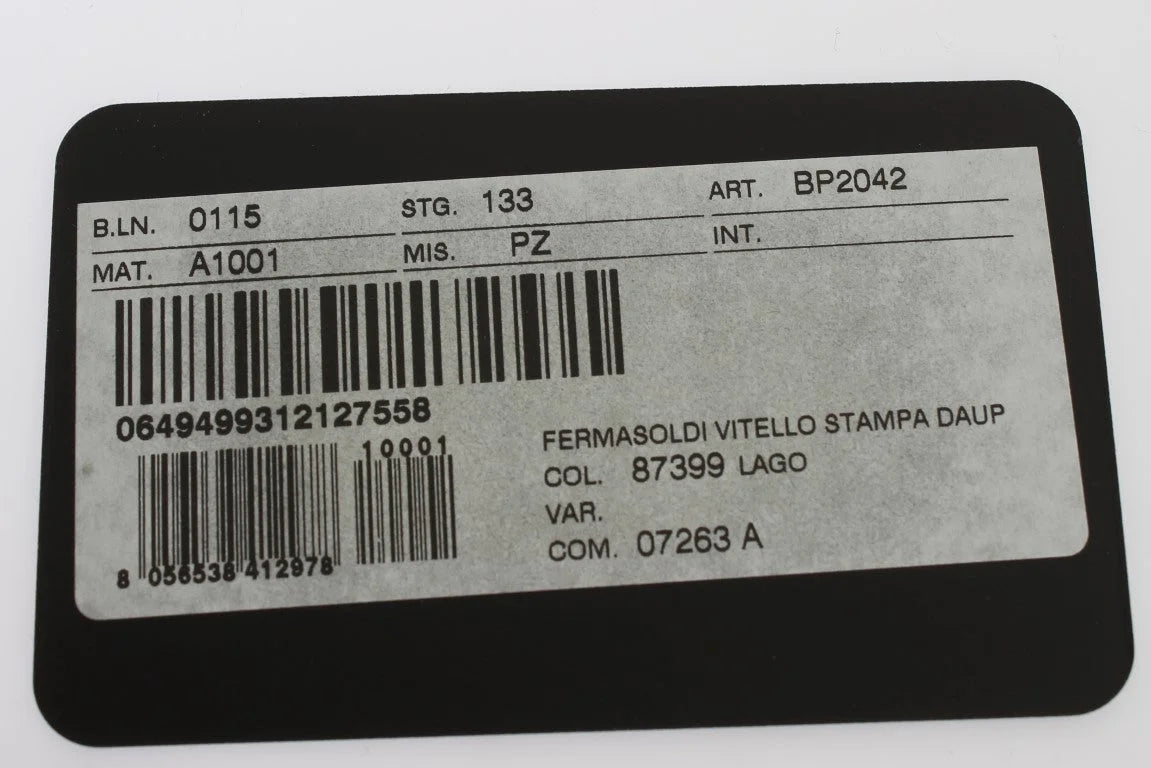 B.LN. 0115 STG. 133 ART. BP2042
MAT. A1001 MIS. PZ INT.
0649499312127558
10001
8 056538 412978
FERMASOLDI VITELLO STAMPA DAUP
COL. 87399 LAGO
VAR.
COM. 07263 A